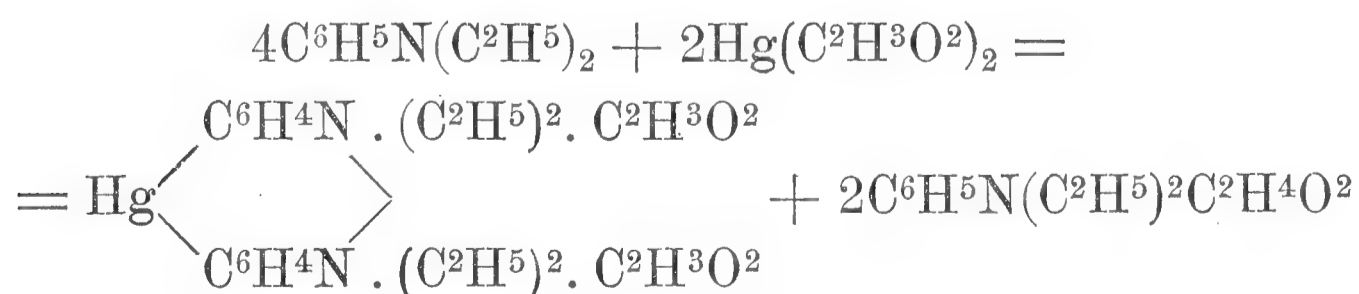 4C⁶H⁵N(C²H⁵)₂ + 2Hg(C²H³O²)₂ =
C⁶H⁴N . (C²H⁵)² . C²H³O²
= Hg + 2C⁶H⁵N(C²H⁵)²C²H⁴O²
C⁶H⁴N . (C²H⁵)² . C²H³O²